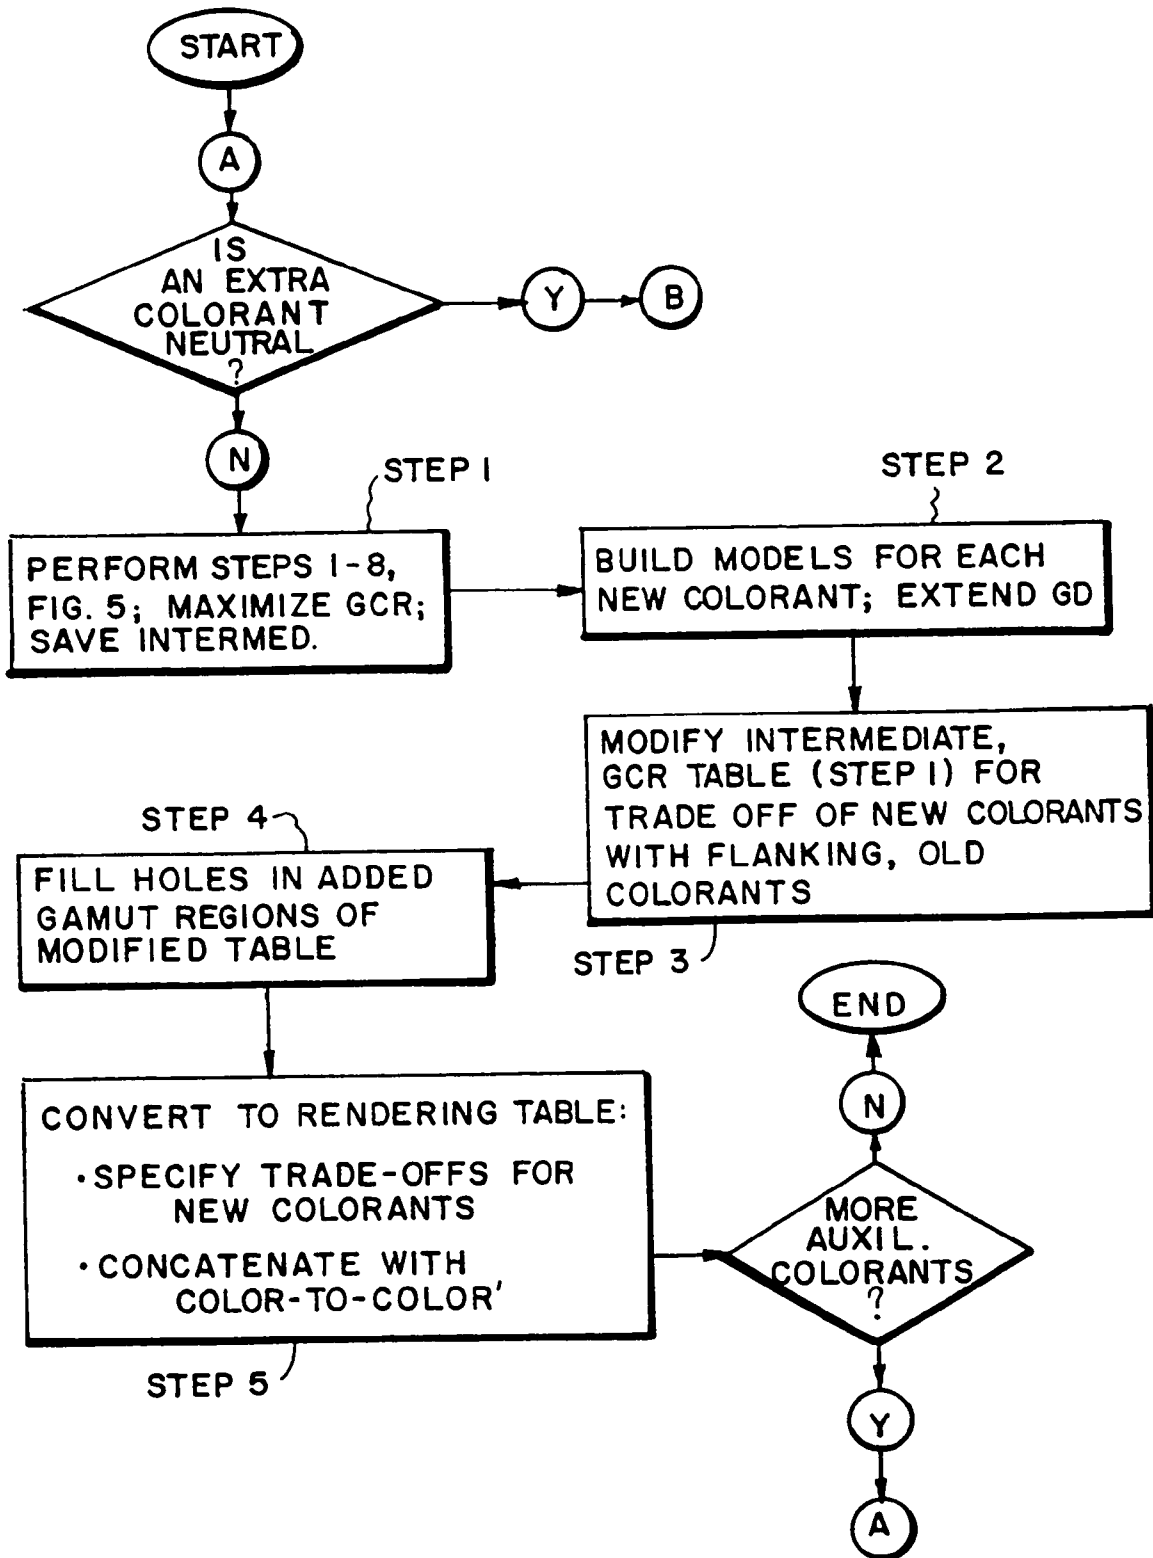 START
A
IS
AN EXTRA
COLORANT
NEUTRAL
?
Y
B
N
STEP 1
PERFORM STEPS 1-8,
FIG. 5; MAXIMIZE GCR;
SAVE INTERMED.
STEP 2
BUILD MODELS FOR EACH
NEW COLORANT; EXTEND GD
MODIFY INTERMEDIATE,
GCR TABLE (STEP 1) FOR
TRADE OFF OF NEW COLORANTS
WITH FLANKING, OLD
COLORANTS
STEP 3
STEP 4
FILL HOLES IN ADDED
GAMUT REGIONS OF
MODIFIED TABLE
CONVERT TO RENDERING TABLE:
•SPECIFY TRADE-OFFS FOR
NEW COLORANTS
•CONCATENATE WITH
COLOR-TO-COLOR'
STEP 5
END
N
MORE
AUXIL.
COLORANTS
?
Y
A